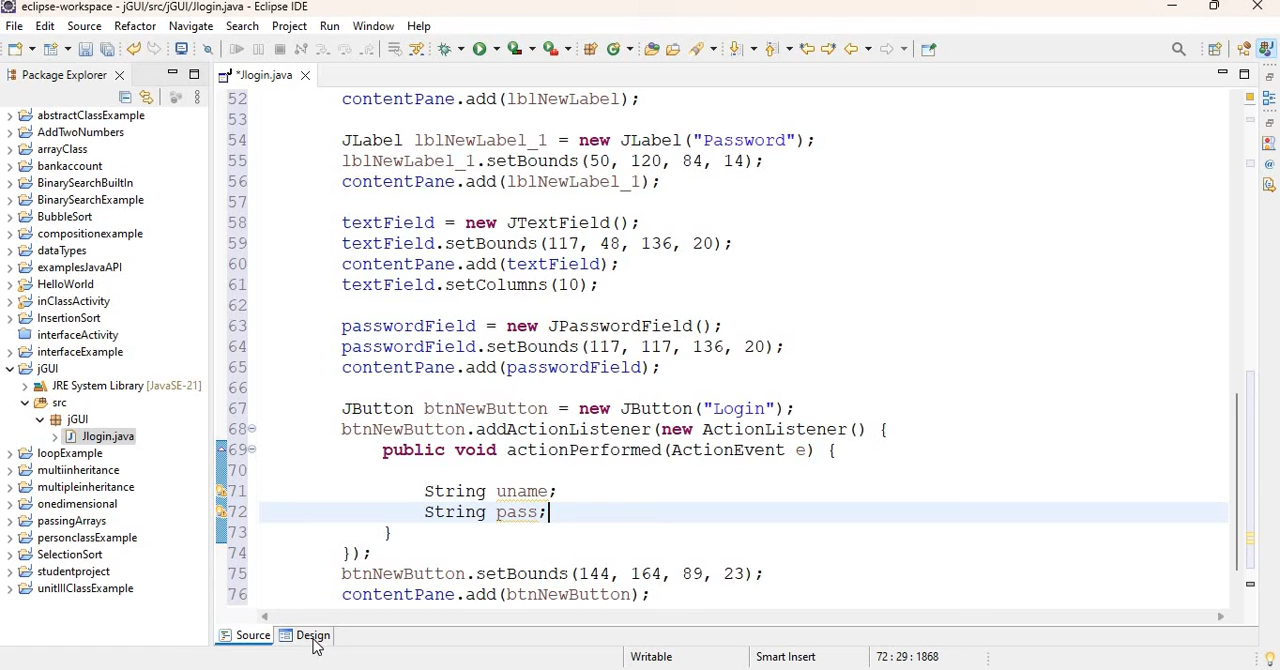 eclipse-workspace - jGUI/src/jGUI/Jlogin.java - Eclipse IDE
File Edit Source Refactor Navigate Search Project Run Window Help
Package Explorer
*Jlogin.java
abstractClassExample
AddTwoNumbers
arrayClass
bankaccount
BinarySearchBuiltIn
BinarySearchExample
BubbleSort
compositionexample
dataTypes
examplesJavaAPI
HelloWorld
inClassActivity
InsertionSort
interfaceActivity
interfaceExample
jGUI
JRE System Library [JavaSE-21]
src
jGUI
Jlogin.java
loopExample
multiinheritance
multipleinheritance
onedimensional
passingArrays
personclassExample
SelectionSort
studentproject
unitIIIClassExample
52 contentPane.add(lblNewLabel);
53
54 JLabel lblNewLabel_1 = new JLabel("Password");
55 lblNewLabel_1.setBounds(50, 120, 84, 14);
56 contentPane.add(lblNewLabel_1);
57
58 textField = new JTextField();
59 textField.setBounds(117, 48, 136, 20);
60 contentPane.add(textField);
61 textField.setColumns(10);
62
63 passwordField = new JPasswordField();
64 passwordField.setBounds(117, 117, 136, 20);
65 contentPane.add(passwordField);
66
67 JButton btnNewButton = new JButton("Login");
68 btnNewButton.addActionListener(new ActionListener() {
69 public void actionPerformed(ActionEvent e) {
70
71 String uname;
72 String pass;
73 }
74 });
75 btnNewButton.setBounds(144, 164, 89, 23);
76 contentPane.add(btnNewButton);
Source Design
Writable Smart Insert 72 : 29 : 1868